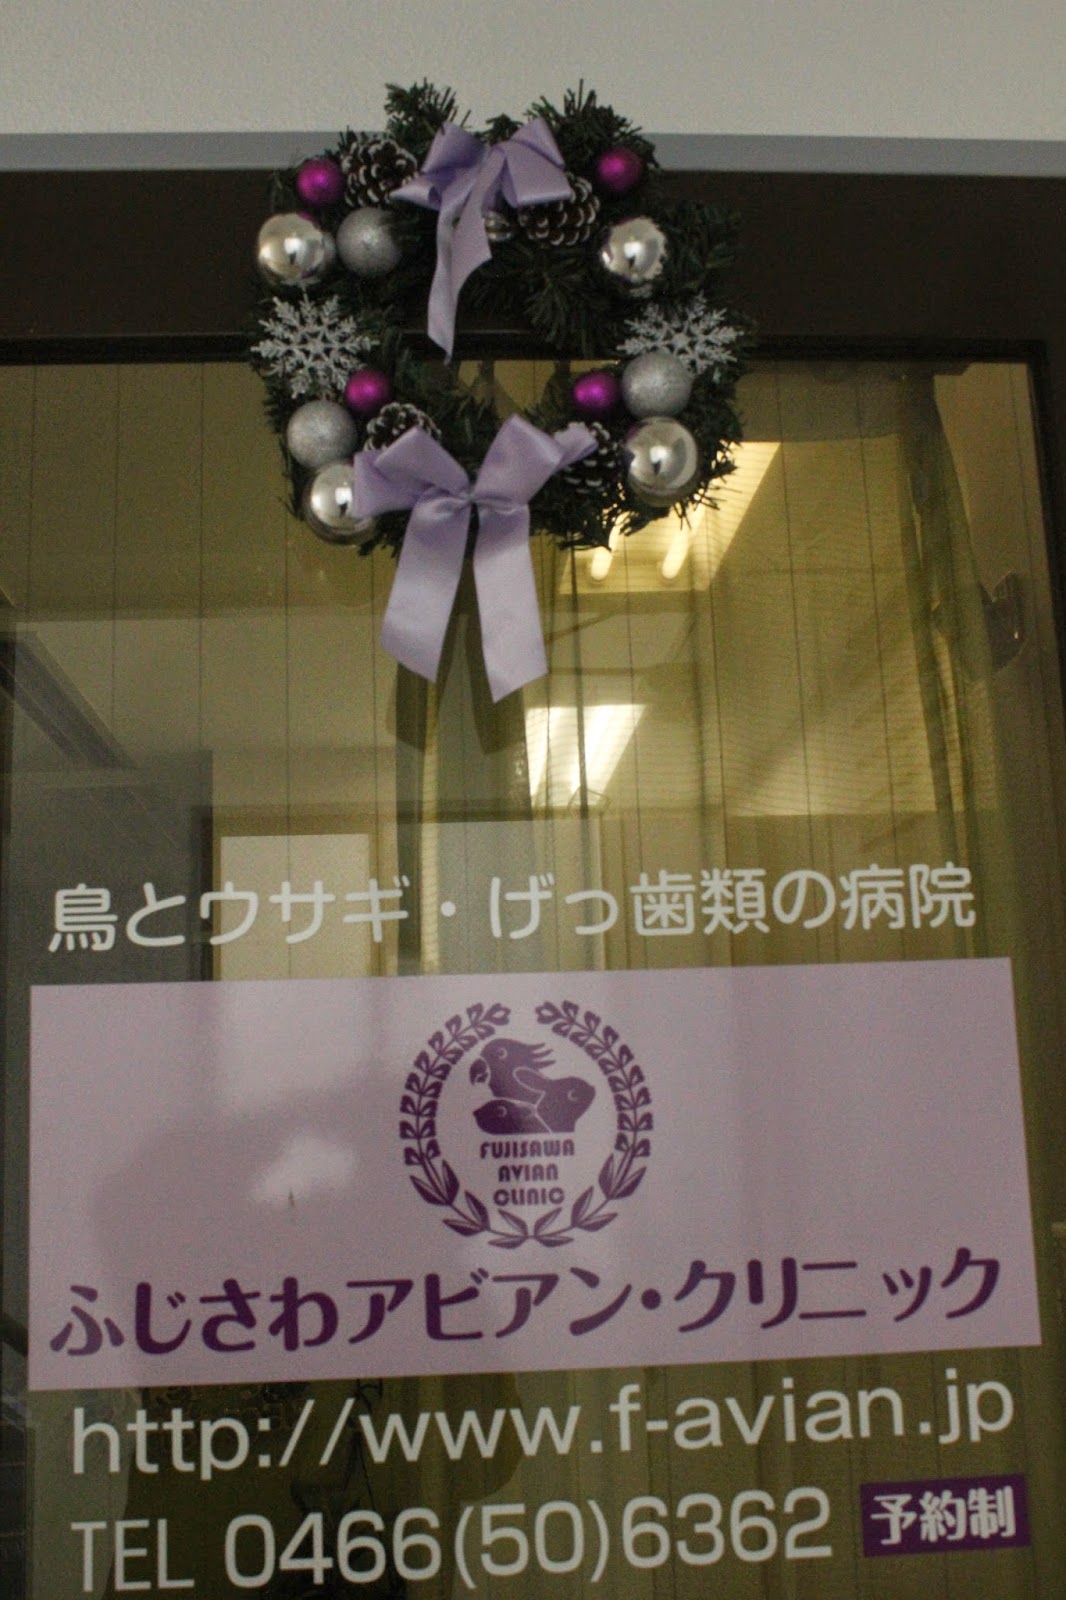 鳥とウサギ・げっ歯類の病院
FUJISAWA
AVIAN
CLINIC
ふじさわアビアン・クリニック
http://www.f-avian.jp
TEL 0466(50)6362 予約制